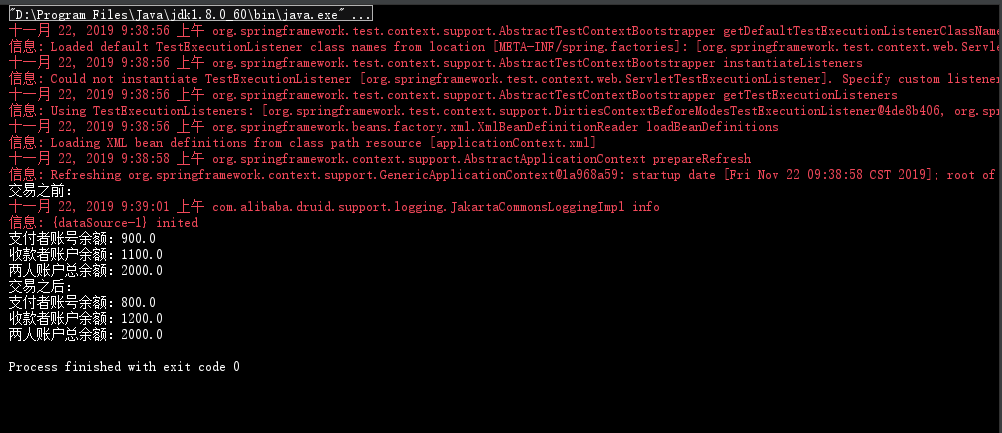 "D:\Program Files\Java\jdk1.8.0_60\bin\java.exe" ...
十一月 22, 2019 9:38:56 上午 org.springframework.test.context.support.AbstractTestContextBootstrapper getDefaultTestExecutionListenerClassName
信息: Loaded default TestExecutionListener class names from location [META-INF/spring.factories]: [org.springframework.test.context.web.Servle
十一月 22, 2019 9:38:56 上午 org.springframework.test.context.support.AbstractTestContextBootstrapper instantiateListeners
信息: Could not instantiate TestExecutionListener [org.springframework.test.context.web.ServletTestExecutionListener]. Specify custom listener
十一月 22, 2019 9:38:56 上午 org.springframework.test.context.support.AbstractTestContextBootstrapper getTestExecutionListeners
信息: Using TestExecutionListeners: [org.springframework.test.context.support.DirtiesContextBeforeModesTestExecutionListener@4de8b406, org.spr
十一月 22, 2019 9:38:56 上午 org.springframework.beans.factory.xml.XmlBeanDefinitionReader loadBeanDefinitions
信息: Loading XML bean definitions from class path resource [applicationContext.xml]
十一月 22, 2019 9:38:58 上午 org.springframework.context.support.AbstractApplicationContext prepareRefresh
信息: Refreshing org.springframework.context.support.GenericApplicationContext@1a968a59: startup date [Fri Nov 22 09:38:58 CST 2019]; root of
交易之前:
十一月 22, 2019 9:39:01 上午 com.alibaba.druid.support.logging.JakartaCommonsLoggingImpl info
信息: {dataSource-1} inited
支付者账号余额: 900.0
收款者账户余额: 1100.0
两人账户总余额: 2000.0
交易之后:
支付者账号余额: 800.0
收款者账户余额: 1200.0
两人账户总余额: 2000.0
Process finished with exit code 0